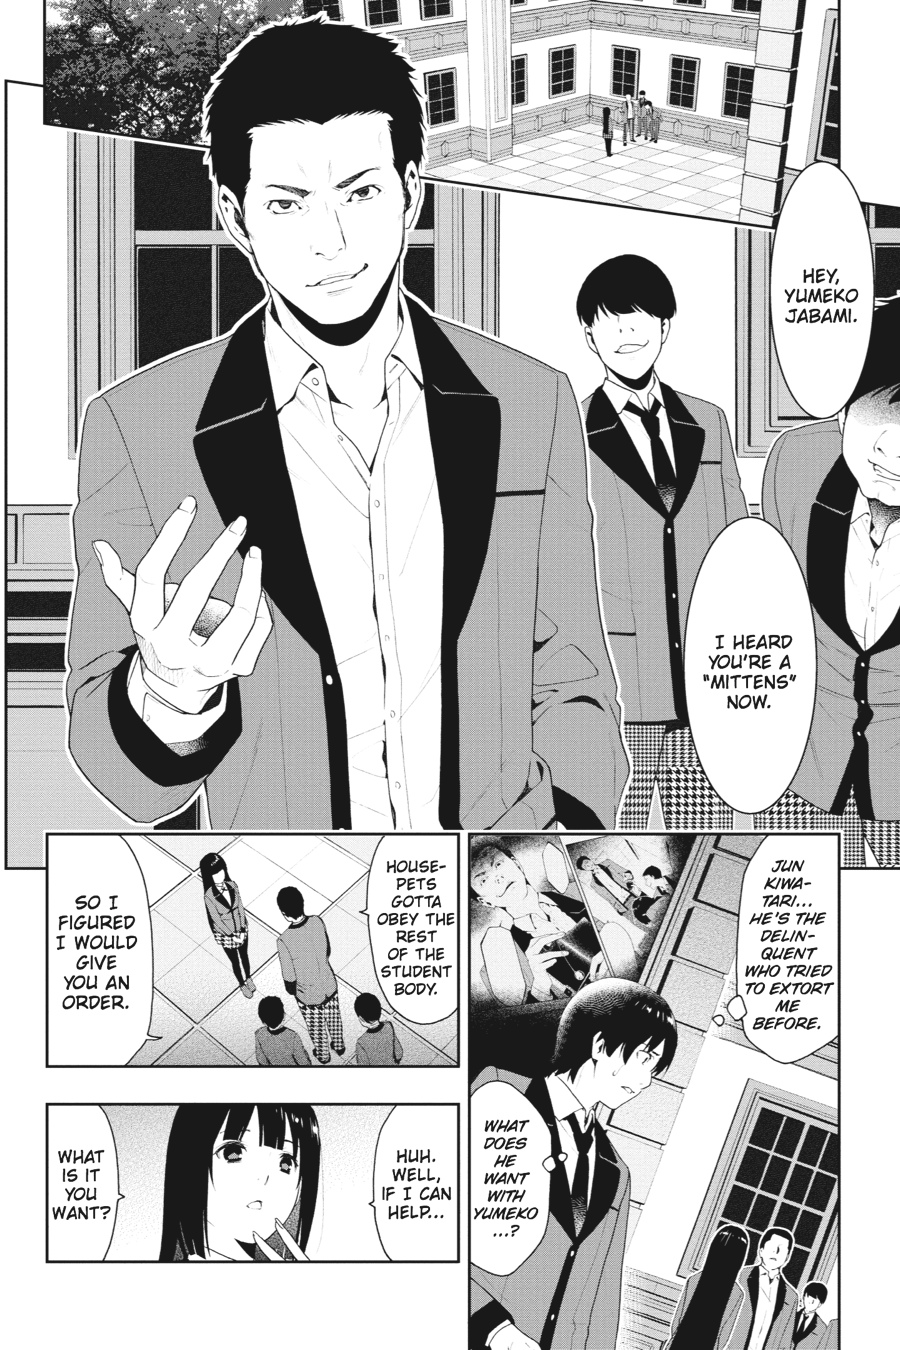 HEY,
YUMEKO
JABAMI.
I HEARD
YOU'RE A
"MITTENS"
NOW.
JUN
KIWA-
TARI...
HE'S THE
DELIN-
QUENT
WHO TRIED
TO EXTORT
ME
BEFORE.
WHAT
DOES
HE
WANT
WITH
YUMEKO
...?
HOUSE-
PETS
GOTTA
OBEY THE
REST
OF THE
STUDENT
BODY.
SO I
FIGURED
I WOULD
GIVE
YOU AN
ORDER.
HUH.
WELL,
IF I CAN
HELP...
WHAT
IS IT
YOU
WANT?